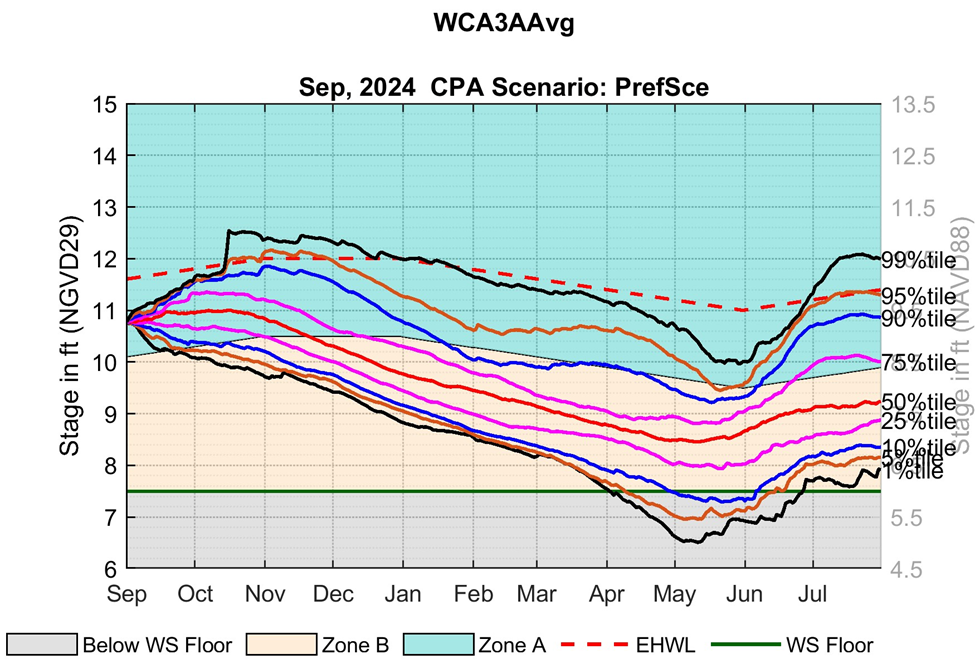 WCA3AAvg
Sep, 2024 CPA Scenario: PrefSce
Stage in ft (NGVD29)
15
14
13
12
11
10
9
8
7
6
13.5
12.5
11.5
5.5
4.5
Stage in ft (NAVD88)
99%tile
95%tile
90%tile
75%tile
50%tile
25%tile
10%tile
5%tile
1%tile
Sep Oct Nov Dec Jan Feb Mar Apr May Jun Jul
Below WS Floor Zone B Zone A EHWL WS Floor